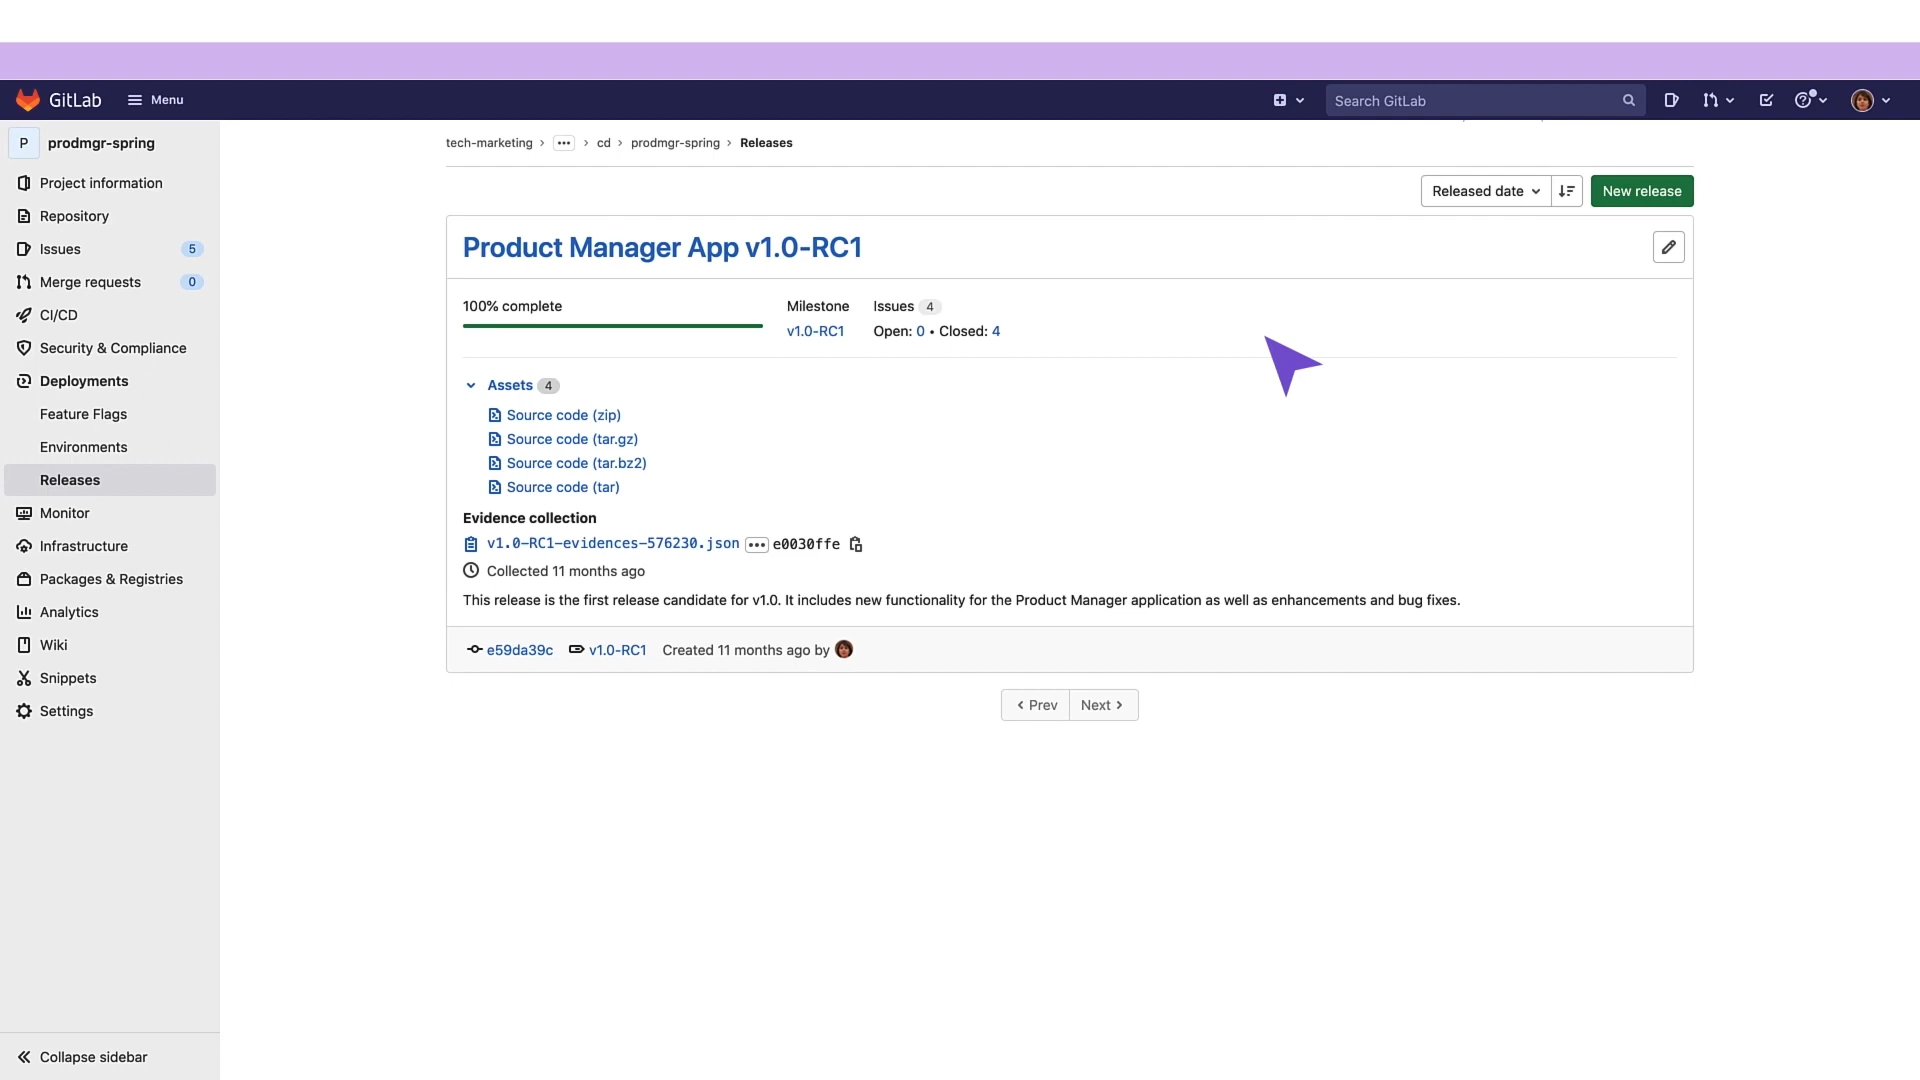 GitLab Menu Search GitLab
P prodmgr-spring
Project information
Repository
Issues 5
Merge requests 0
CI/CD
Security & Compliance
Deployments
Feature Flags
Environments
Releases
Monitor
Infrastructure
Packages & Registries
Analytics
Wiki
Snippets
Settings
Collapse sidebar
tech-marketing › ••• › cd › prodmgr-spring › Releases
Released date New release
Product Manager App v1.0-RC1
100% complete
Milestone
v1.0-RC1
Issues 4
Open: 0 • Closed: 4
Assets 4
Source code (zip)
Source code (tar.gz)
Source code (tar.bz2)
Source code (tar)
Evidence collection
v1.0-RC1-evidences-576230.json ••• e0030ffe
Collected 11 months ago
This release is the first release candidate for v1.0. It includes new functionality for the Product Manager application as well as enhancements and bug fixes.
e59da39c v1.0-RC1 Created 11 months ago by
‹ Prev Next ›